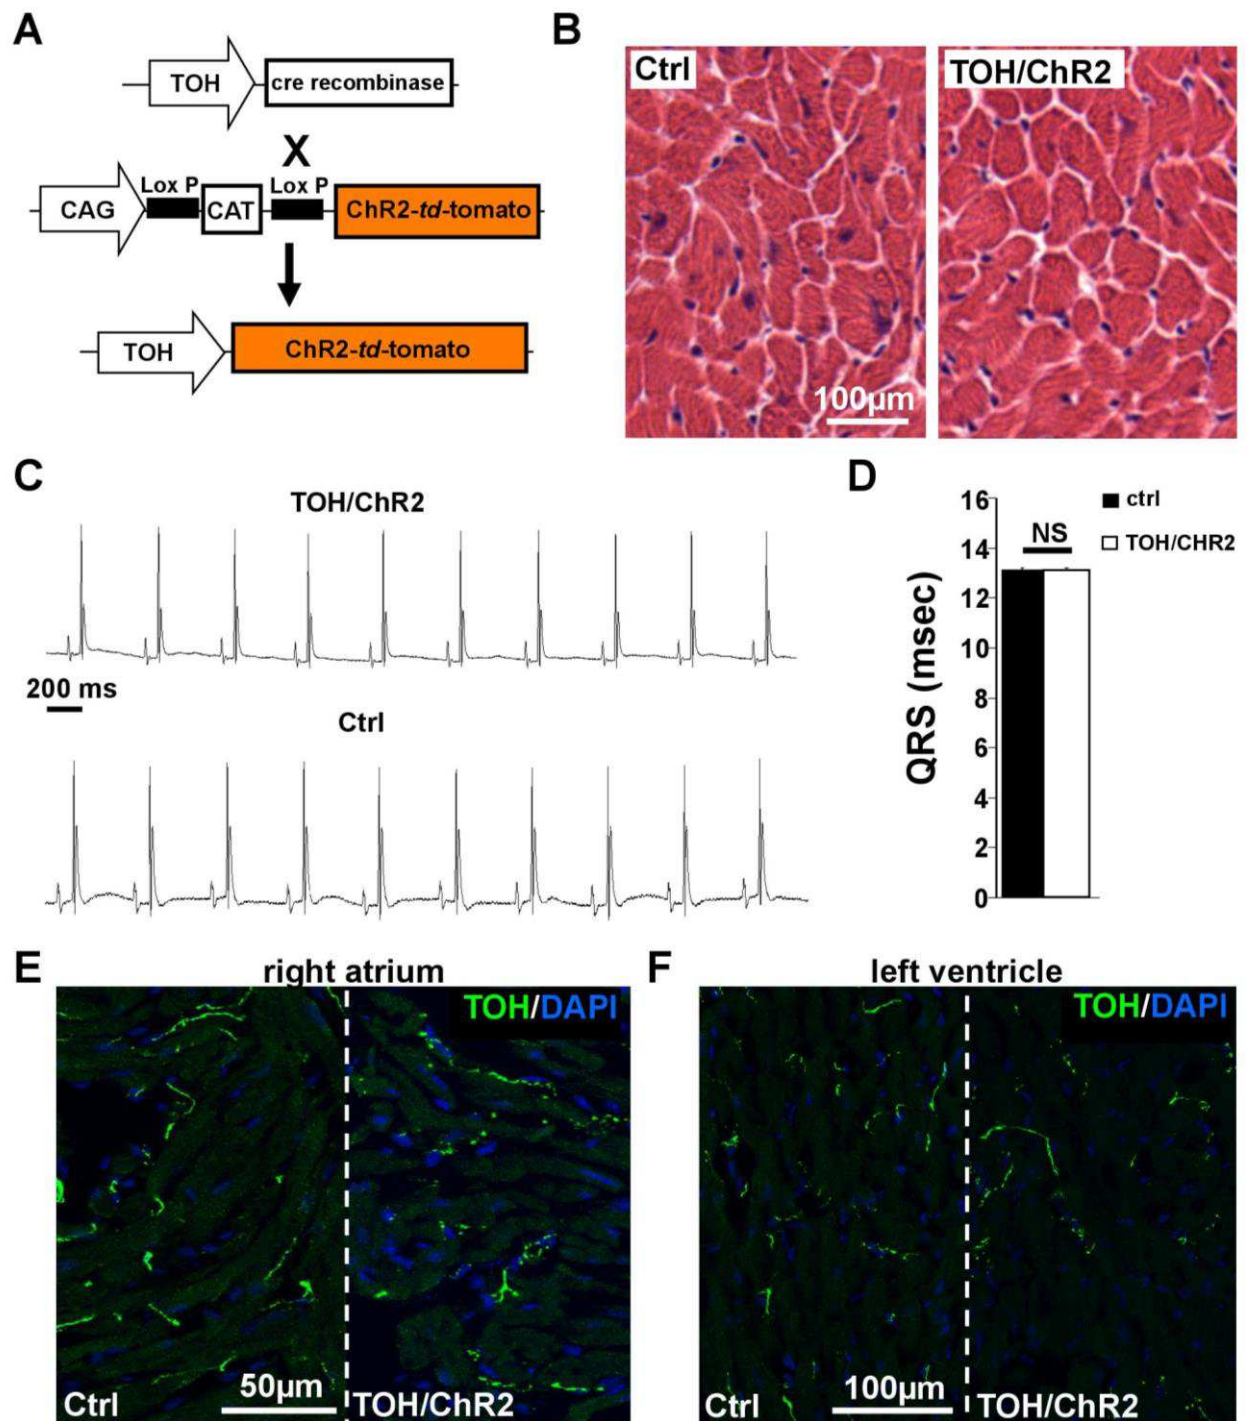 A
TOH
cre recombinase
X
Lox P
Lox P
CAG
CAT
ChR2-td-tomato
TOH
ChR2-td-tomato
B
Ctrl
TOH/ChR2
100µm
C
TOH/ChR2
200 ms
Ctrl
D
16
14
12
10
8
6
4
2
0
QRS (msec)
NS
ctrl
TOH/CHR2
E
right atrium
TOH/DAPI
Ctrl
50µm
TOH/ChR2
F
left ventricle
TOH/DAPI
Ctrl
100µm
TOH/ChR2